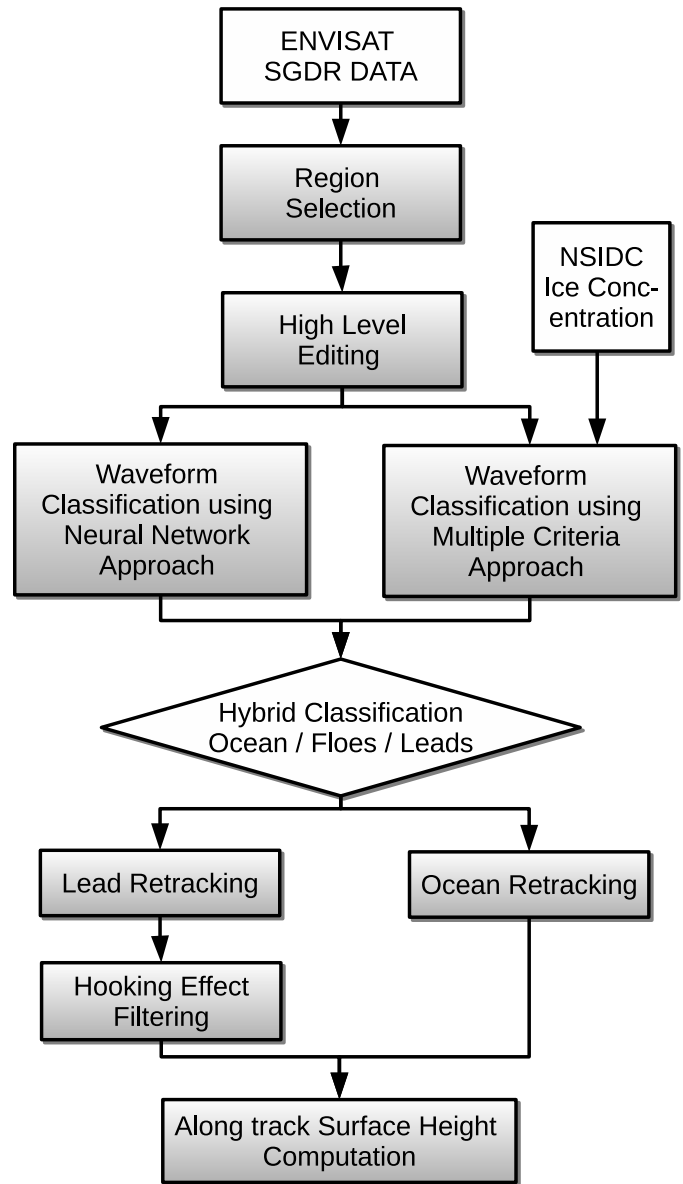 ENVISAT
SGDR DATA
Region
Selection
NSIDC
Ice Conc-
entration
High Level
Editing
Waveform
Classification using
Neural Network
Approach
Waveform
Classification using
Multiple Criteria
Approach
Hybrid Classification
Ocean / Floes / Leads
Lead Retracking
Ocean Retracking
Hooking Effect
Filtering
Along track Surface Height
Computation